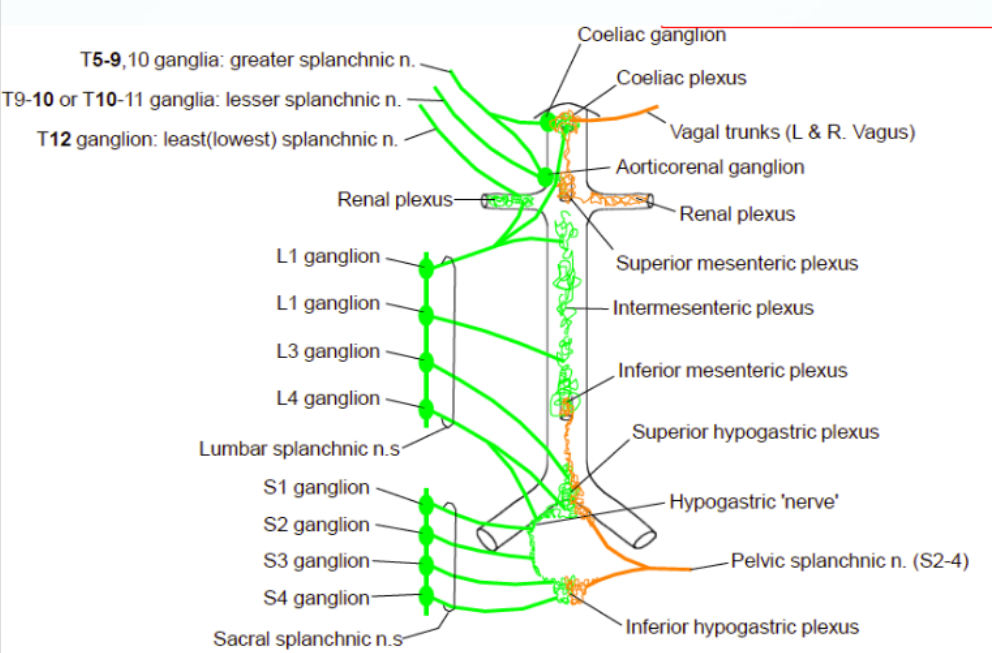 Coeliac ganglion
T5-9,10 ganglia: greater splanchnic n.
Coeliac plexus
T9-10 or T10-11 ganglia: lesser splanchnic n.
Vagal trunks (L & R. Vagus)
T12 ganglion: least(lowest) splanchnic n.
Aorticorenal ganglion
Renal plexus
Renal plexus
L1 ganglion
Superior mesenteric plexus
L1 ganglion
Intermesenteric plexus
L3 ganglion
Inferior mesenteric plexus
L4 ganglion
Superior hypogastric plexus
Lumbar splanchnic n.s
S1 ganglion
Hypogastric 'nerve'
S2 ganglion
S3 ganglion
Pelvic splanchnic n. (S2-4)
S4 ganglion
Inferior hypogastric plexus
Sacral splanchnic n.s